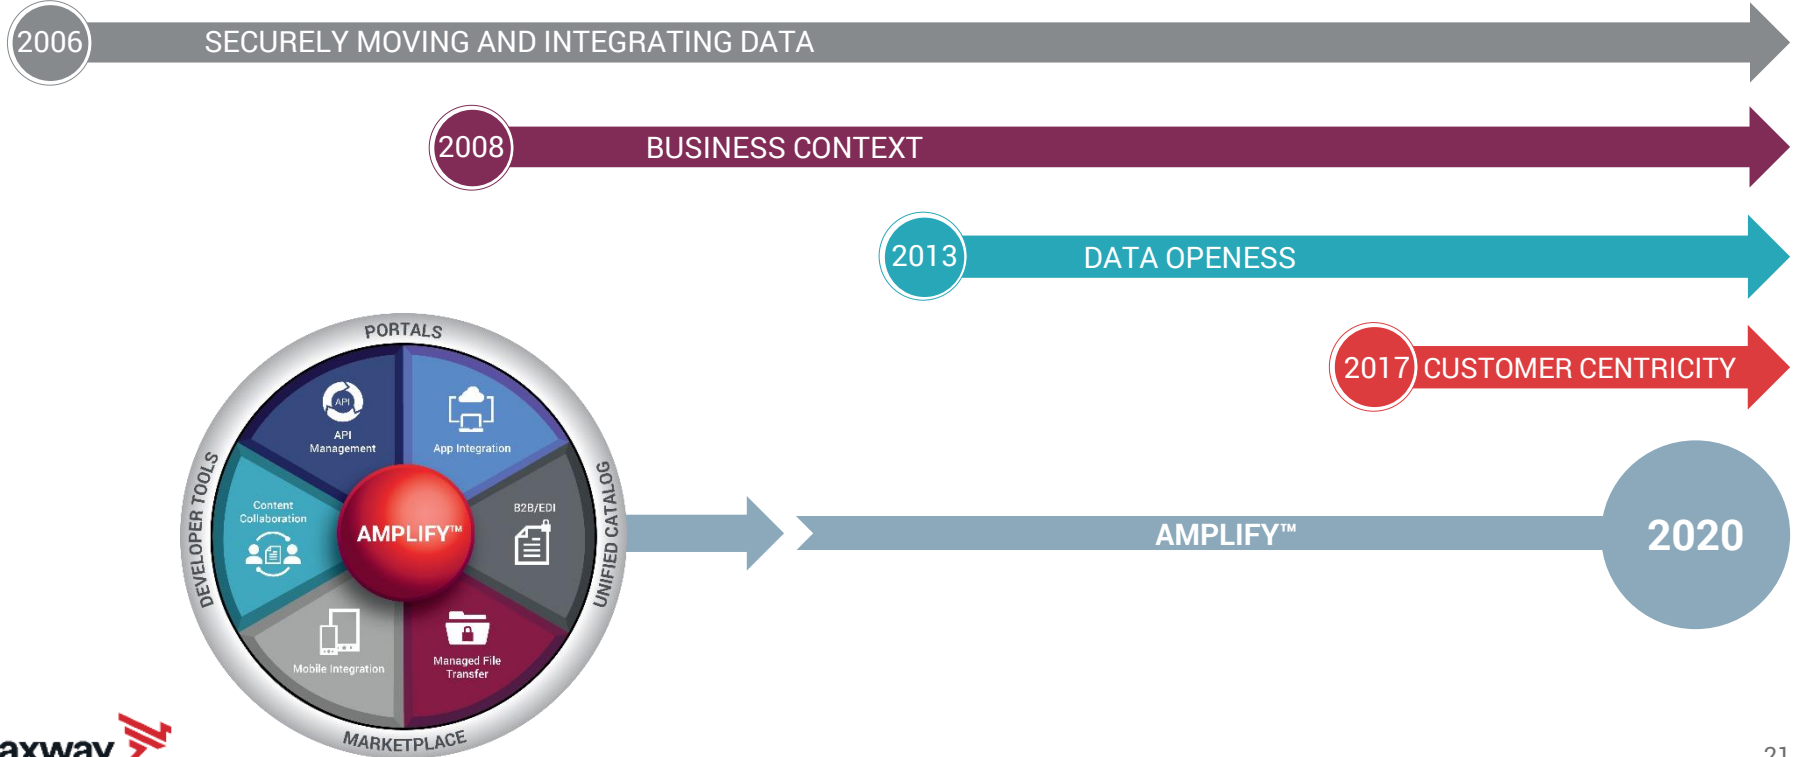 2006 SECURELY MOVING AND INTEGRATING DATA
2008 BUSINESS CONTEXT
2013 DATA OPENESS
2017 CUSTOMER CENTRICITY
PORTALS
DEVELOPER TOOLS
UNIFIED CATALOG
MARKETPLACE
API
API
Management
App Integration
Content
Collaboration
B2B/EDI
AMPLIFY™
Mobile Integration
Managed File
Transfer
AMPLIFY™
2020
axway
21